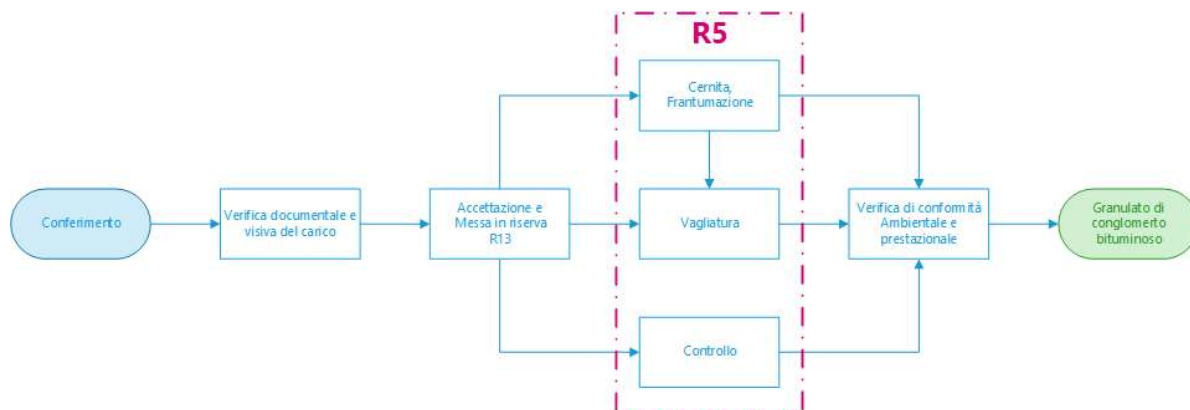 R5
Cernita,
Frantumazione
Conferimento
Verifica documentale e
visiva del carico
Accettazione e
Messa in riserva
R13
Vagliatura
Verifica di conformità
Ambientale e
prestazionale
Granulato di
conglomerto
bituminoso
Controllo